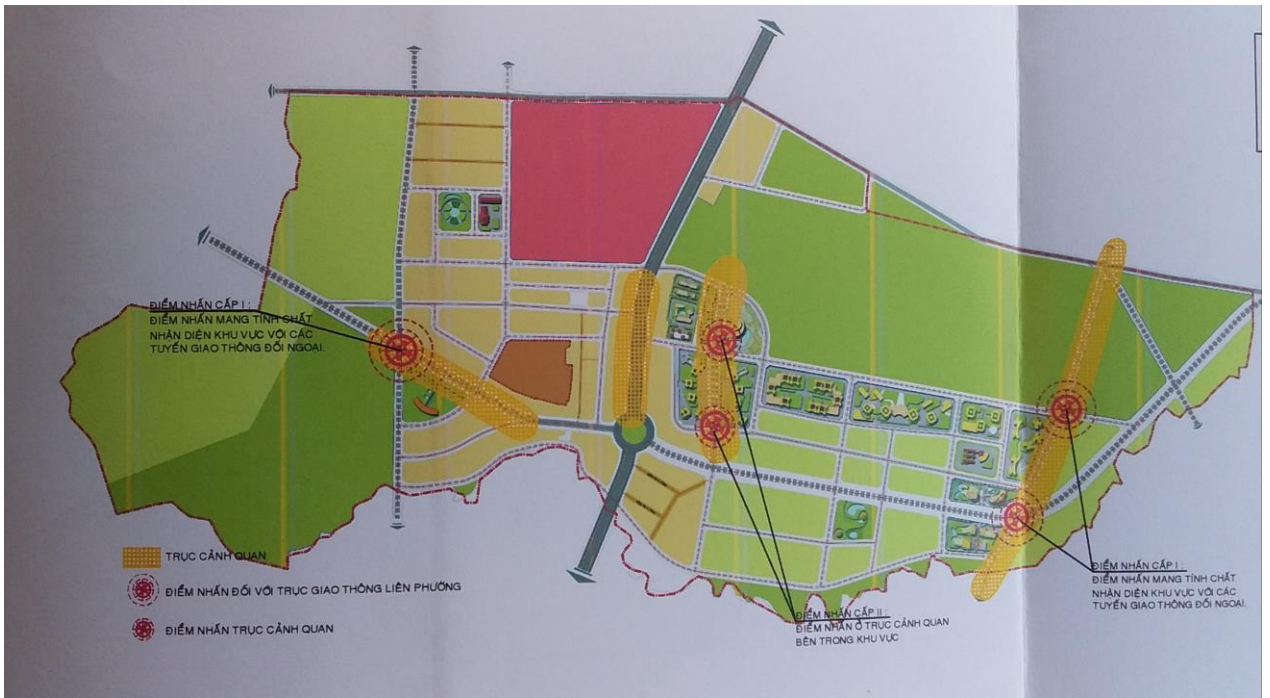 ĐIỂM NHẤN CẤP I :
ĐIỂM NHẤN MANG TÍNH CHẤT
NHẬN DIỆN KHU VỰC VỚI CÁC
TUYẾN GIAO THÔNG ĐỐI NGOẠI.
TRỤC CẢNH QUAN
ĐIỂM NHẤN ĐỐI VỚI TRỤC GIAO THÔNG LIÊN PHƯỜNG
ĐIỂM NHẤN TRỤC CẢNH QUAN
ĐIỂM NHẤN CẤP II :
ĐIỂM NHẤN Ở TRỤC CẢNH QUAN
BÊN TRONG KHU VỰC
ĐIỂM NHẤN CẤP I :
ĐIỂM NHẤN MANG TÍNH CHẤT
NHẬN DIỆN KHU VỰC VỚI CÁC
TUYẾN GIAO THÔNG ĐỐI NGOẠI.